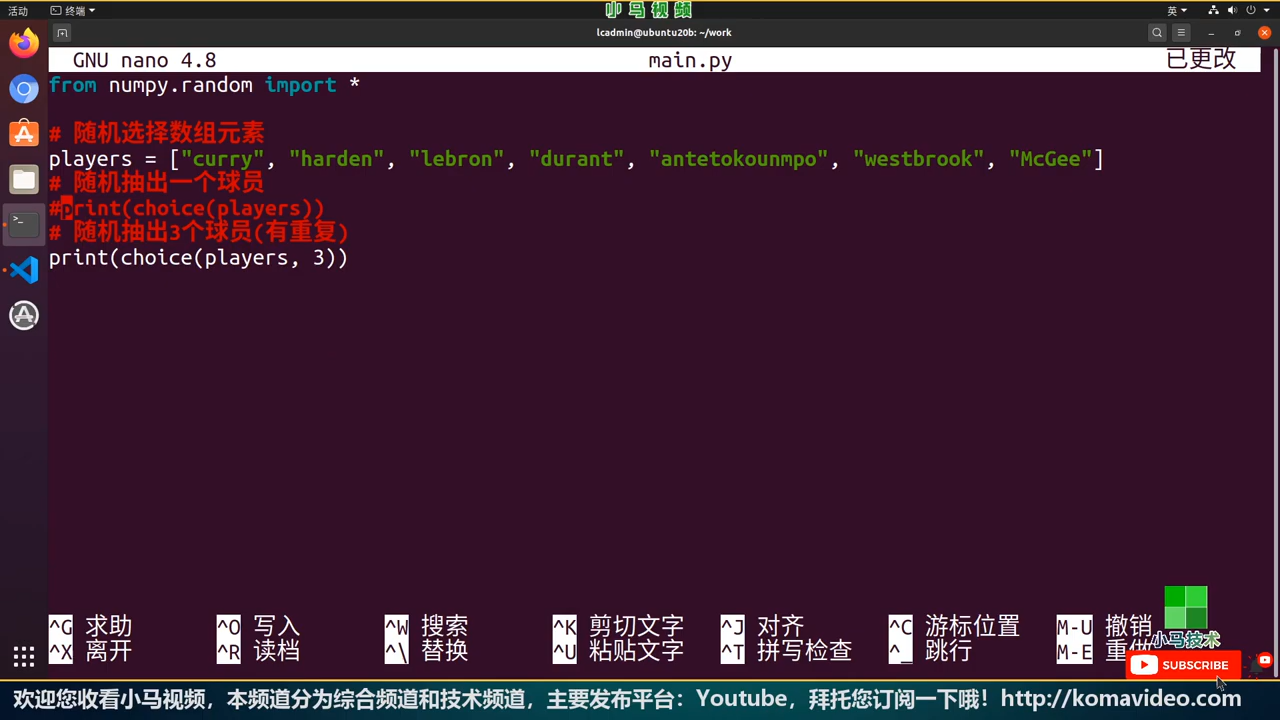 活动 终端 小马视频 英
lcadmin@ubuntu20b: ~/work
GNU nano 4.8 main.py 已更改
from numpy.random import *
# 随机选择数组元素
players = ["curry", "harden", "lebron", "durant", "antetokounmpo", "westbrook", "McGee"]
# 随机抽出一个球员
#print(choice(players))
# 随机抽出3个球员(有重复)
print(choice(players, 3))
^G 求助 ^O 写入 ^W 搜索 ^K 剪切文字 ^J 对齐 ^C 游标位置 M-U 撤销
^X 离开 ^R 读档 ^\ 替换 ^U 粘贴文字 ^T 拼写检查 ^_ 跳行 M-E 重做
小马技术
SUBSCRIBE
欢迎您收看小马视频，本频道分为综合频道和技术频道，主要发布平台：Youtube，拜托您订阅一下哦！http://komavideo.com